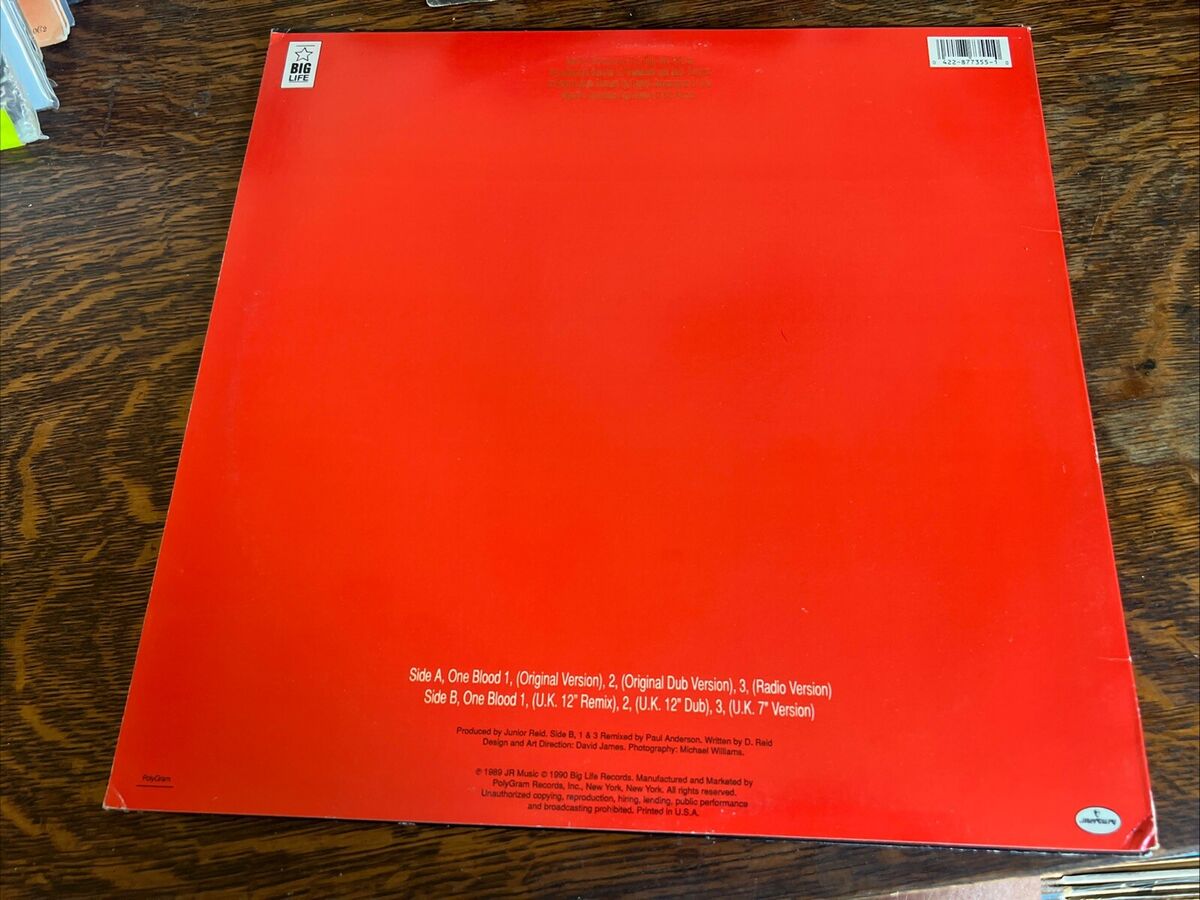 BIG
LIFE
0 422-877355-1 0
Side A, One Blood 1, (Original Version), 2, (Original Dub Version), 3, (Radio Version)
Side B, One Blood 1, (U.K. 12" Remix), 2, (U.K. 12" Dub), 3, (U.K. 7" Version)
Produced by Junior Reid. Side B, 1 & 3 Remixed by Paul Anderson. Written by D. Reid
Design and Art Direction: David James. Photography: Michael Williams.
℗ 1989 JR Music © 1990 Big Life Records. Manufactured and Marketed by
PolyGram Records, Inc., New York, New York. All rights reserved.
Unauthorized copying, reproduction, hiring, lending, public performance
and broadcasting prohibited. Printed in U.S.A.
PolyGram
mercury